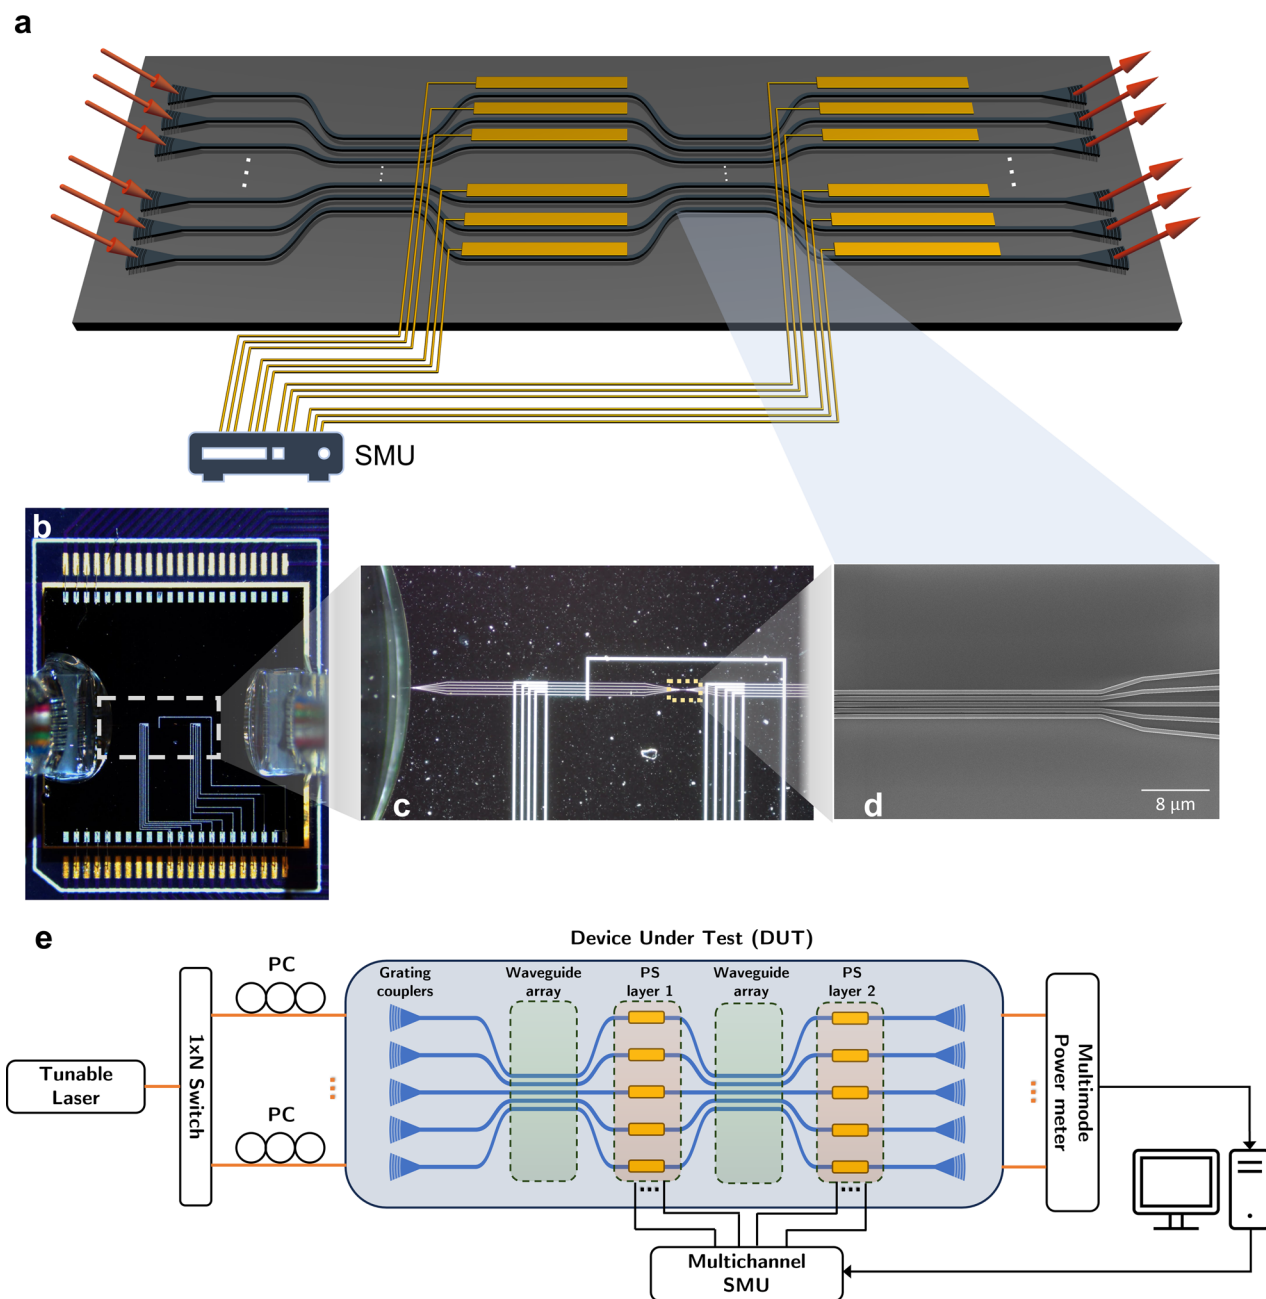 a
SMU
b
c
d
8 μm
e
Device Under Test (DUT)
PC
Grating
couplers
Waveguide
array
PS
layer 1
Waveguide
array
PS
layer 2
1xN Switch
Tunable
Laser
PC
Multimode
Power meter
Multichannel
SMU